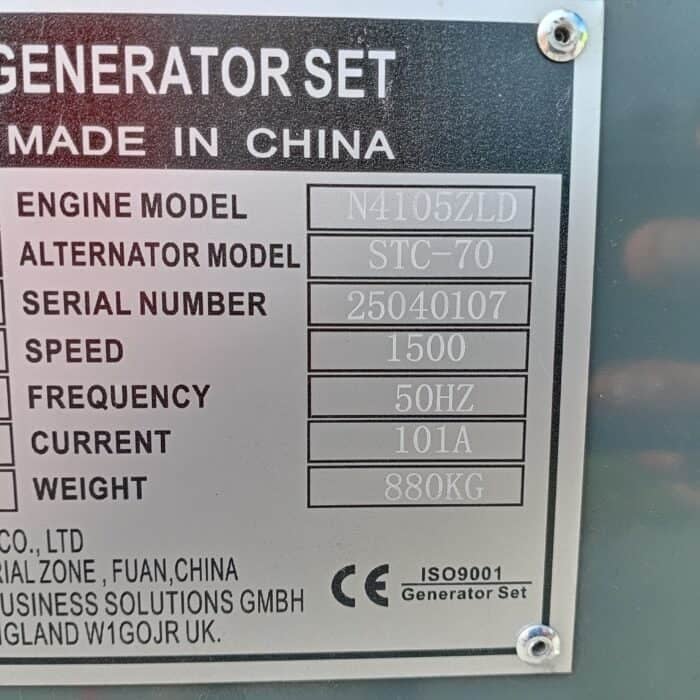 GENERATOR SET
MADE IN CHINA
ENGINE MODEL N4105ZLD
ALTERNATOR MODEL STC-70
SERIAL NUMBER 25040107
SPEED 1500
FREQUENCY 50HZ
CURRENT 101A
WEIGHT 880KG
CO., LTD
RIAL ZONE , FUAN,CHINA
USINESS SOLUTIONS GMBH
NGLAND W1GOJR UK.
CE ISO9001
Generator Set